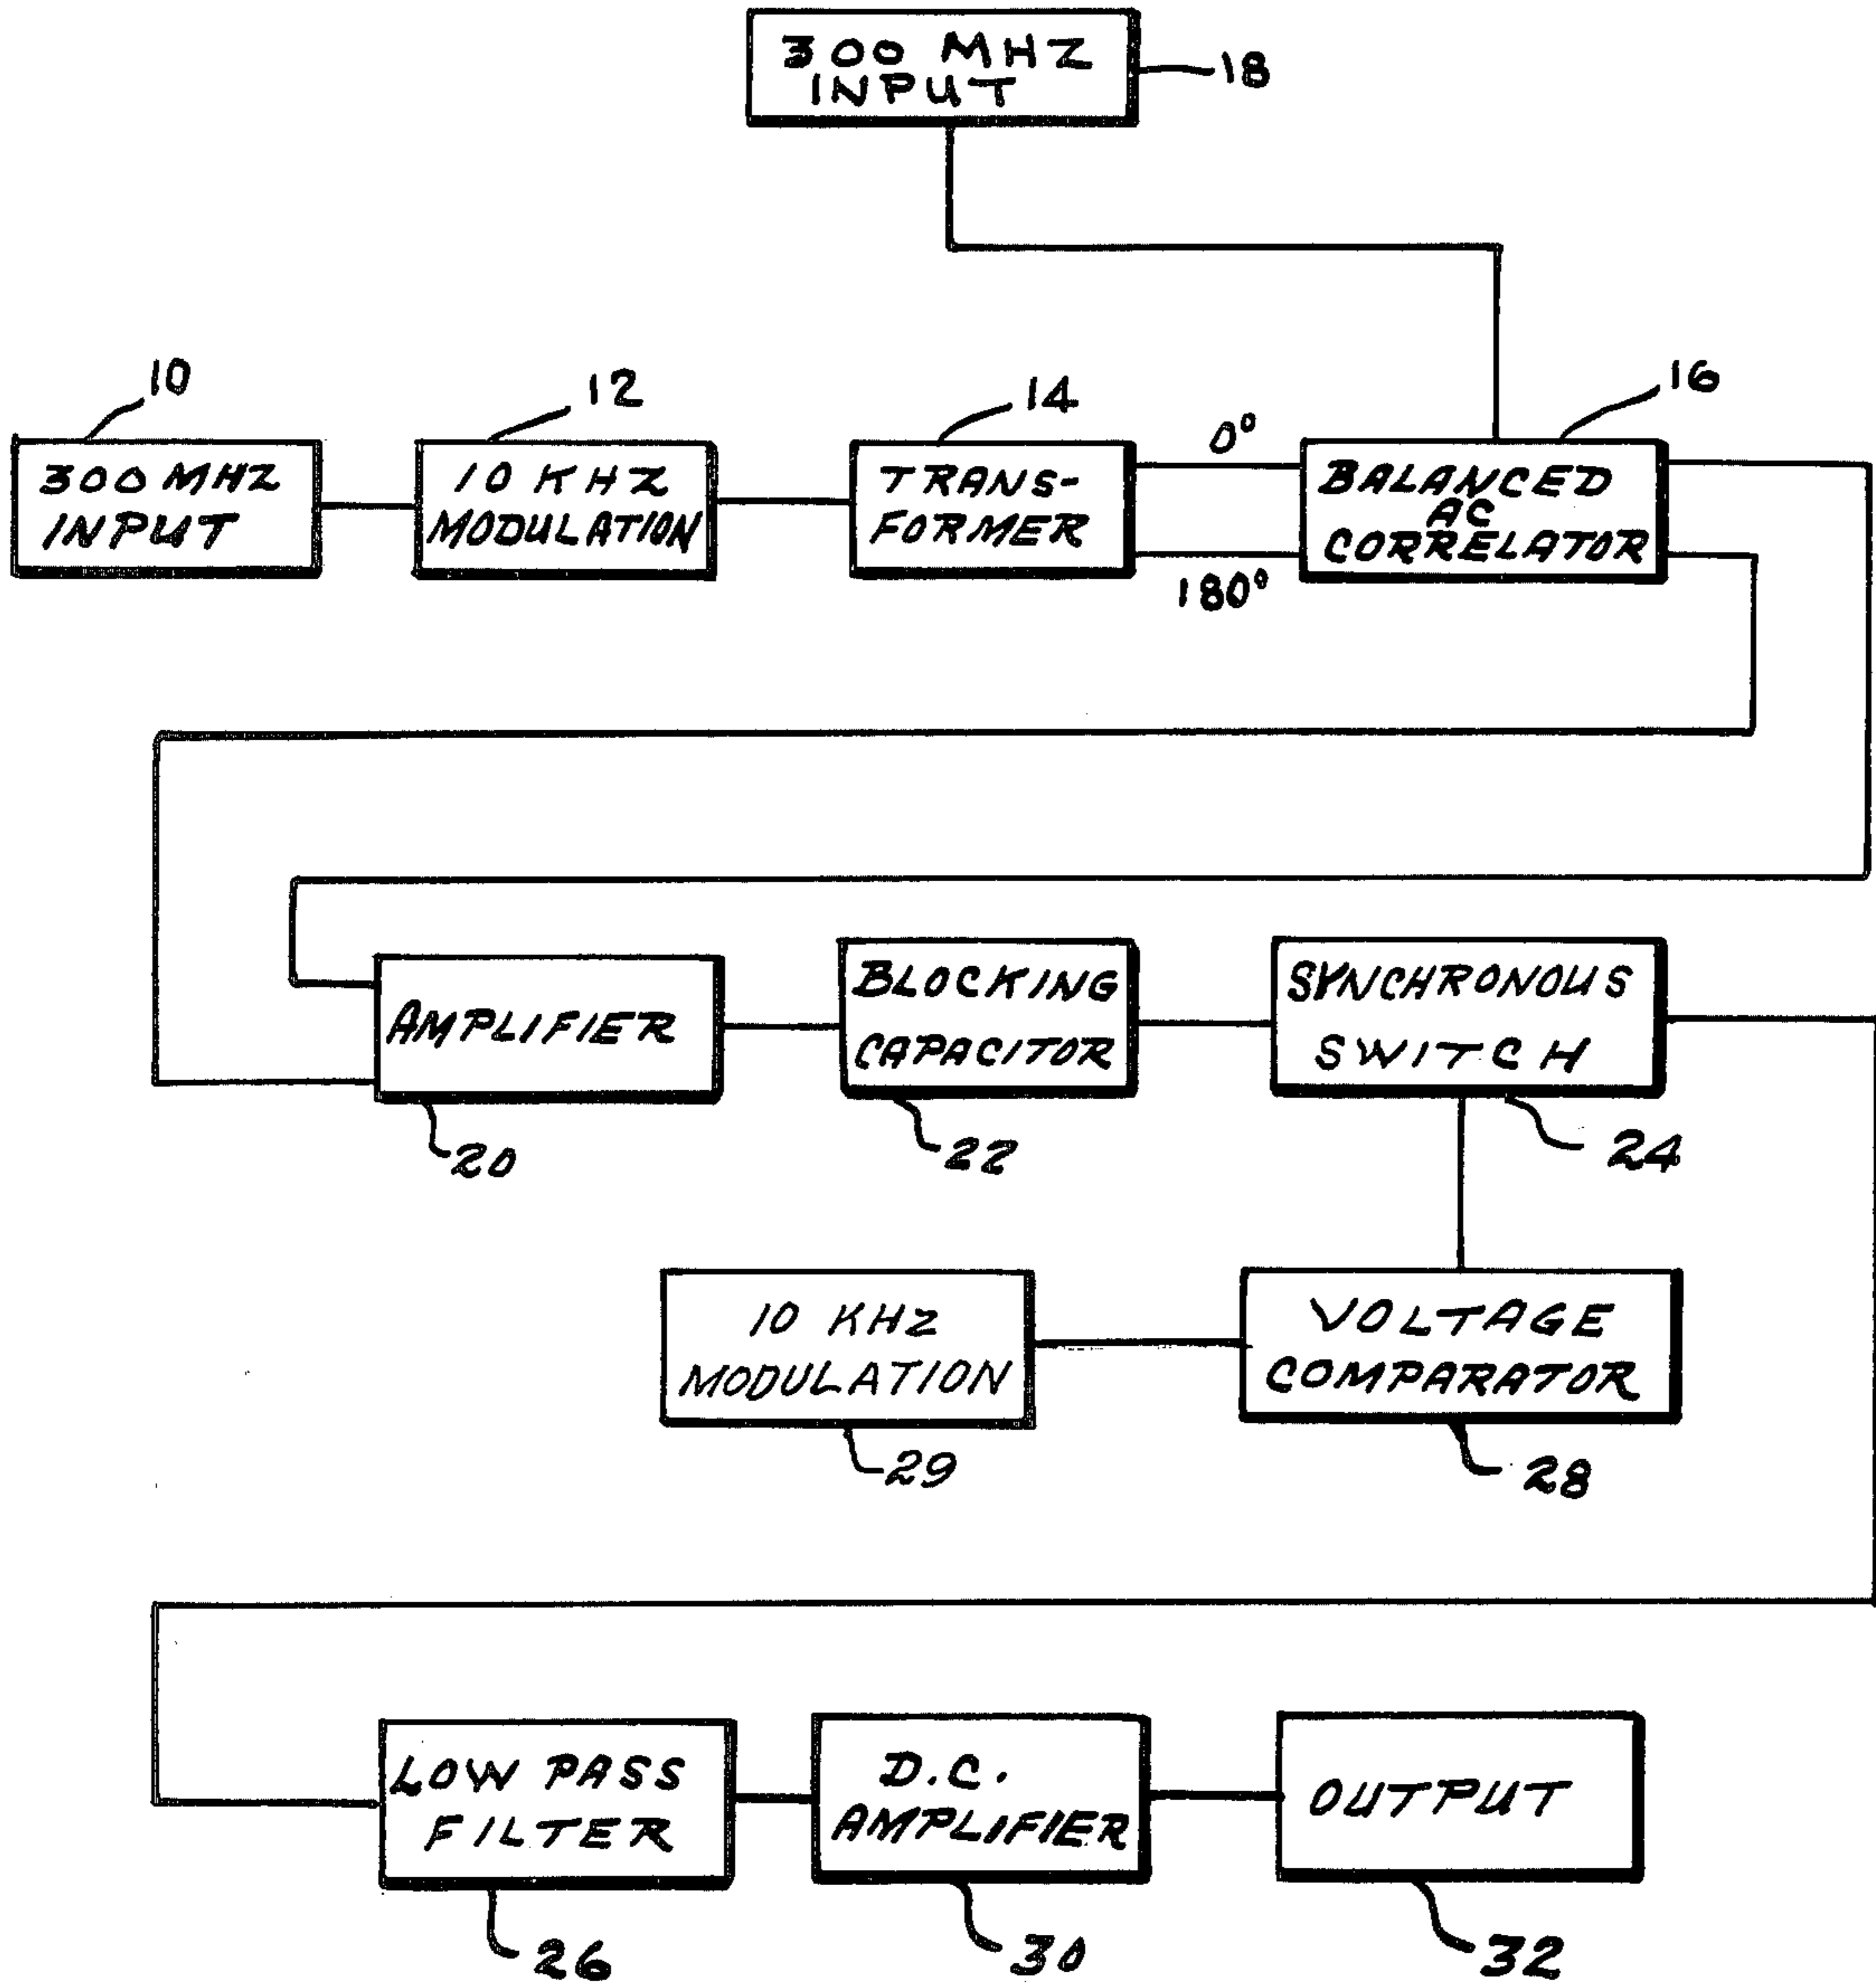 300 MHZ
INPUT
18
10
12
14
16
0°
300 MHZ
INPUT
10 KHZ
MODULATION
TRANS-
FORMER
BALANCED
AC
CORRELATOR
180°
AMPLIFIER
BLOCKING
CAPACITOR
SYNCHRONOUS
SWITCH
20
22
24
10 KHZ
MODULATION
VOLTAGE
COMPARATOR
29
28
LOW PASS
FILTER
D.C.
AMPLIFIER
OUTPUT
26
30
32